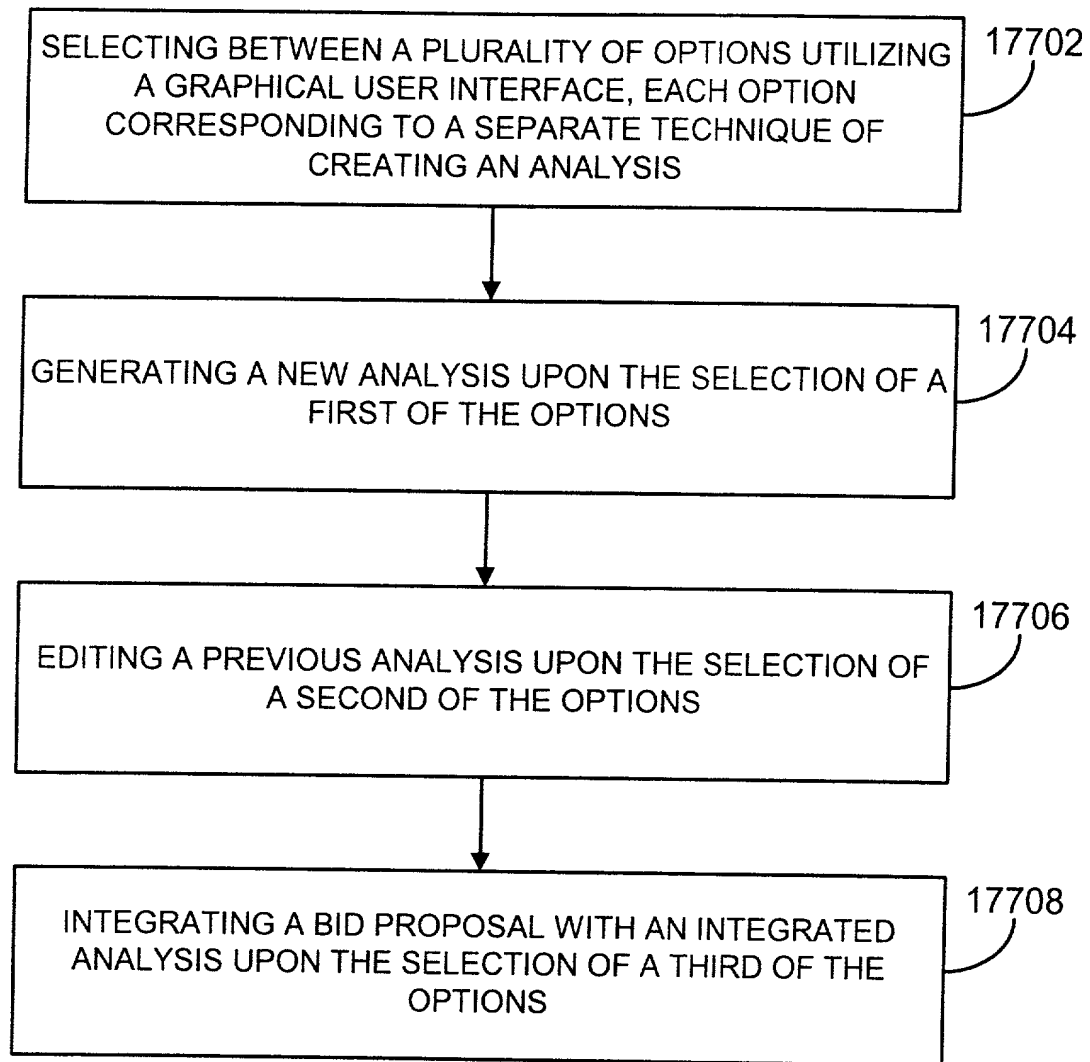 SELECTING BETWEEN A PLURALITY OF OPTIONS UTILIZING
A GRAPHICAL USER INTERFACE, EACH OPTION
CORRESPONDING TO A SEPARATE TECHNIQUE OF
CREATING AN ANALYSIS
17702
GENERATING A NEW ANALYSIS UPON THE SELECTION OF A
FIRST OF THE OPTIONS
17704
EDITING A PREVIOUS ANALYSIS UPON THE SELECTION OF
A SECOND OF THE OPTIONS
17706
INTEGRATING A BID PROPOSAL WITH AN INTEGRATED
ANALYSIS UPON THE SELECTION OF A THIRD OF THE
OPTIONS
17708